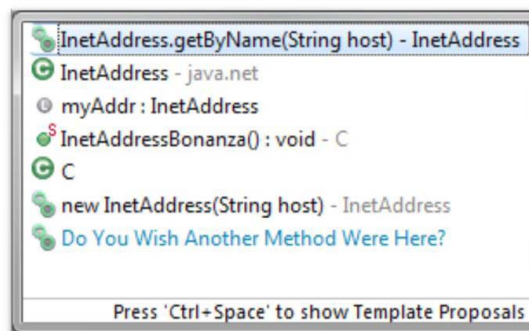 InetAddress.getByName(String host) - InetAddress
InetAddress - java.net
myAddr : InetAddress
InetAddressBonanza() : void - C
C
new InetAddress(String host) - InetAddress
Do You Wish Another Method Were Here?
Press 'Ctrl+Space' to show Template Proposals